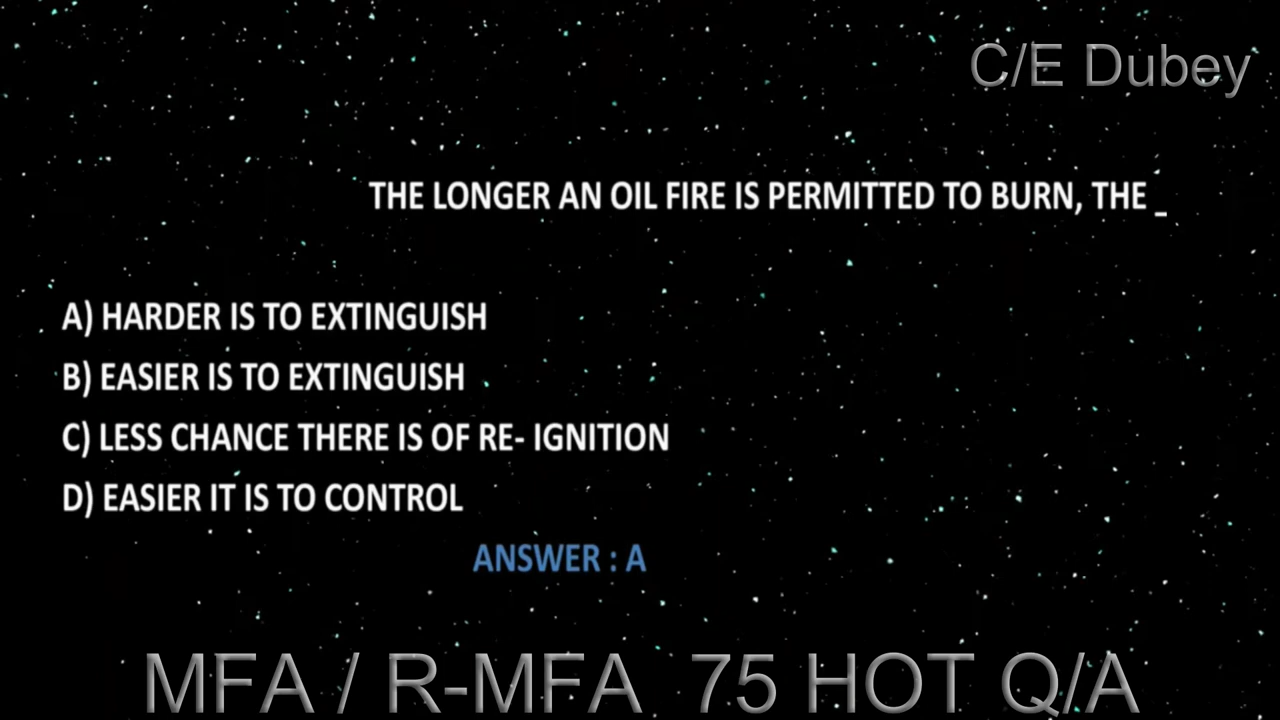 C/E Dubey
THE LONGER AN OIL FIRE IS PERMITTED TO BURN, THE _
A) HARDER IS TO EXTINGUISH
B) EASIER IS TO EXTINGUISH
C) LESS CHANCE THERE IS OF RE- IGNITION
D) EASIER IT IS TO CONTROL
ANSWER : A
MFA / R-MFA 75 HOT Q/A